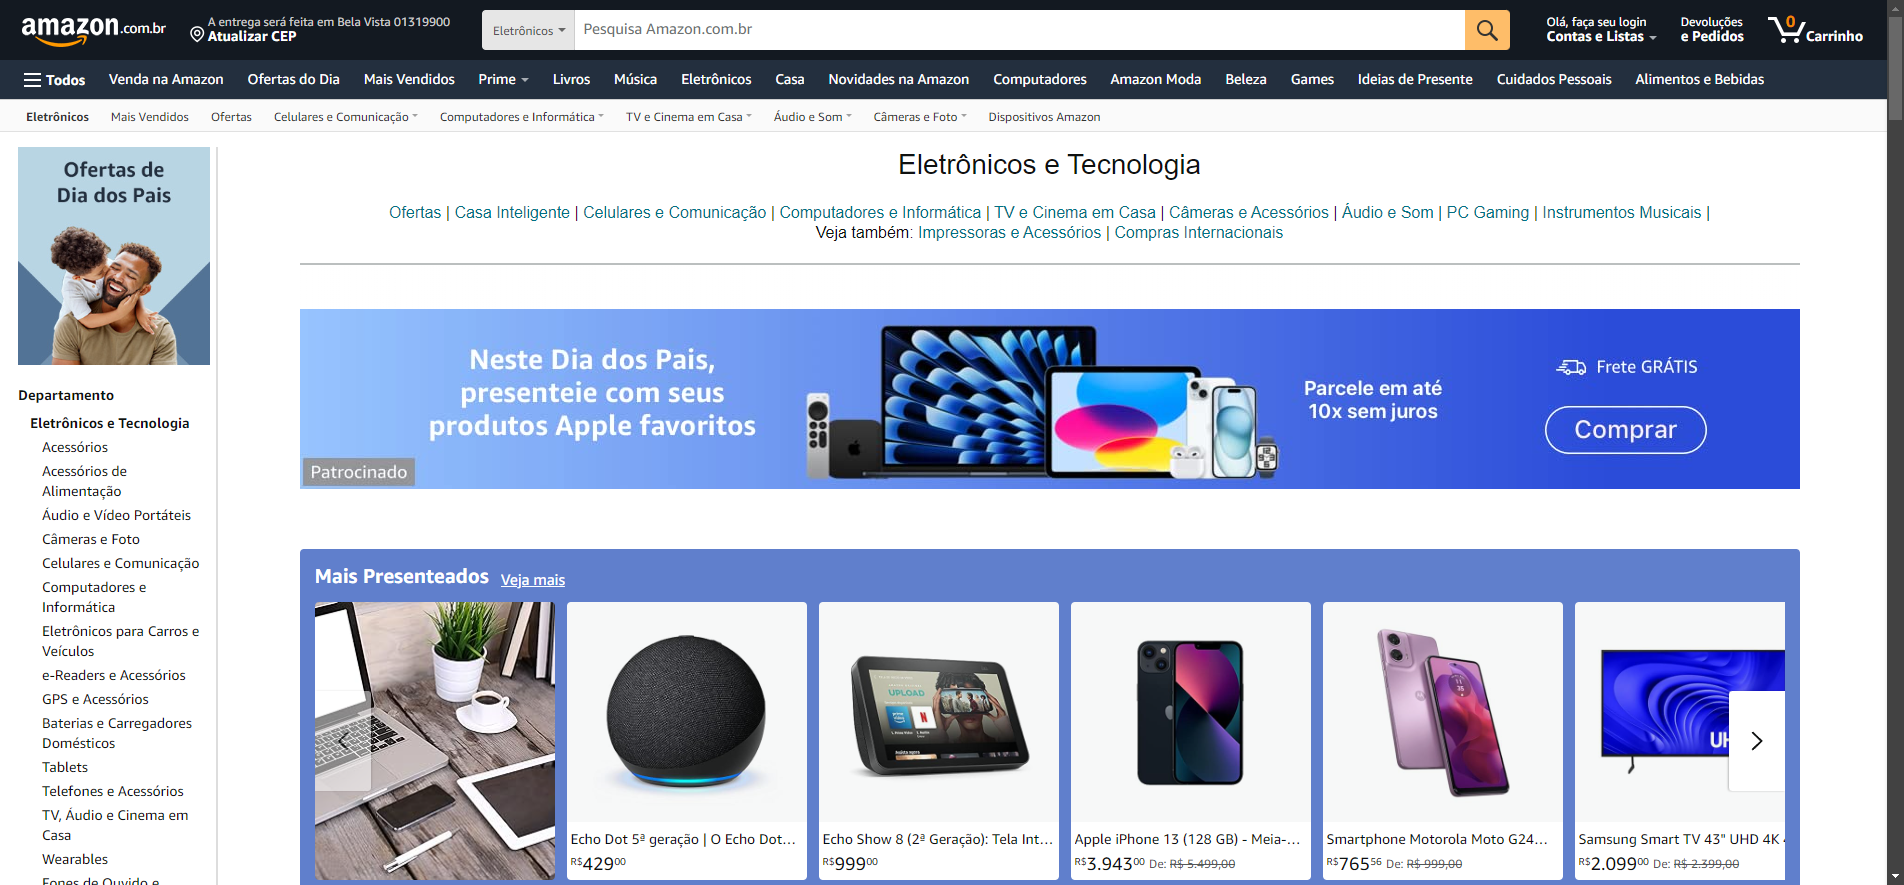 amazon.com.br
A entrega será feita em Bela Vista 01319900
Atualizar CEP
Eletrônicos
Pesquisa Amazon.com.br
Olá, faça seu login
Contas e Listas
Devoluções
e Pedidos
0
Carrinho
Todos
Venda na Amazon
Ofertas do Dia
Mais Vendidos
Prime
Livros
Música
Eletrônicos
Casa
Novidades na Amazon
Computadores
Amazon Moda
Beleza
Games
Ideias de Presente
Cuidados Pessoais
Alimentos e Bebidas
Eletrônicos
Mais Vendidos
Ofertas
Celulares e Comunicação
Computadores e Informática
TV e Cinema em Casa
Áudio e Som
Câmeras e Foto
Dispositivos Amazon
Ofertas de
Dia dos Pais
Departamento
Eletrônicos e Tecnologia
Acessórios
Acessórios de
Alimentação
Áudio e Vídeo Portáteis
Câmeras e Foto
Celulares e Comunicação
Computadores e
Informática
Eletrônicos para Carros e
Veículos
e-Readers e Acessórios
GPS e Acessórios
Baterias e Carregadores
Domésticos
Tablets
Telefones e Acessórios
TV, Áudio e Cinema em
Casa
Wearables
Fones de Ouvido e
Eletrônicos e Tecnologia
Ofertas | Casa Inteligente | Celulares e Comunicação | Computadores e Informática | TV e Cinema em Casa | Câmeras e Acessórios | Áudio e Som | PC Gaming | Instrumentos Musicais |
Veja também: Impressoras e Acessórios | Compras Internacionais
Neste Dia dos Pais,
presenteie com seus
produtos Apple favoritos
Patrocinado
Parcele em até
10x sem juros
Frete GRÁTIS
Comprar
Mais Presenteados
Veja mais
UPLOAD
prime video
N
Echo Dot 5ª geração | O Echo Dot...
R$42900
Echo Show 8 (2ª Geração): Tela Int...
R$99900
Apple iPhone 13 (128 GB) - Meia-...
R$3.94300 De: R$ 5.499,00
Smartphone Motorola Moto G24...
R$76556 De: R$ 999,00
Samsung Smart TV 43" UHD 4K
R$2.09900 De: R$ 2.399,00